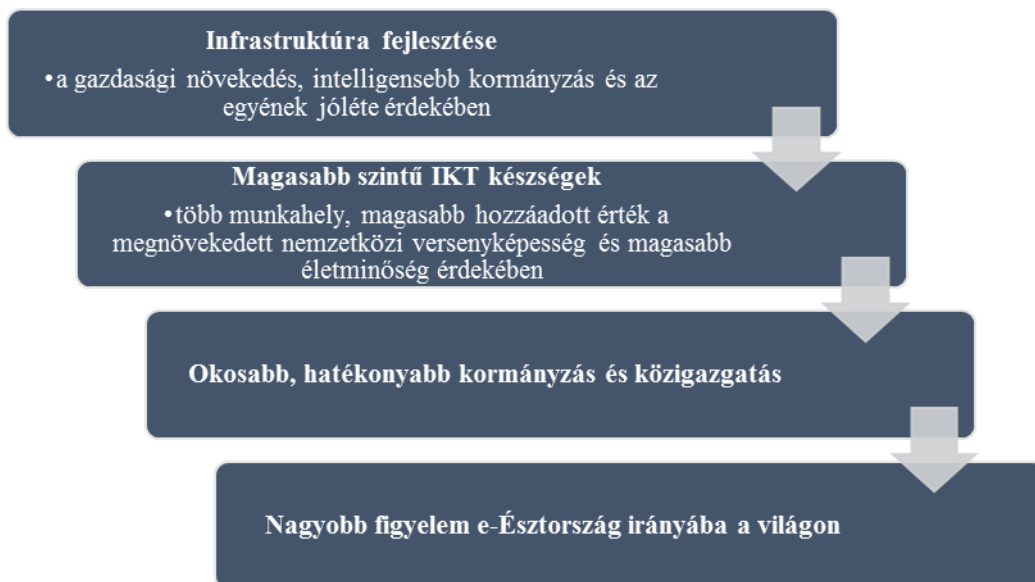 Infrastruktúra fejlesztése
•a gazdasági növekedés, intelligensebb kormányzás és az
egyének jóléte érdekében
Magasabb szintű IKT készségek
•több munkahely, magasabb hozzáadott érték a
megnövekedett nemzetközi versenyképesség és magasabb
életminőség érdekében
Okosabb, hatékonyabb kormányzás és közigazgatás
Nagyobb figyelem e-Észtország irányába a világon